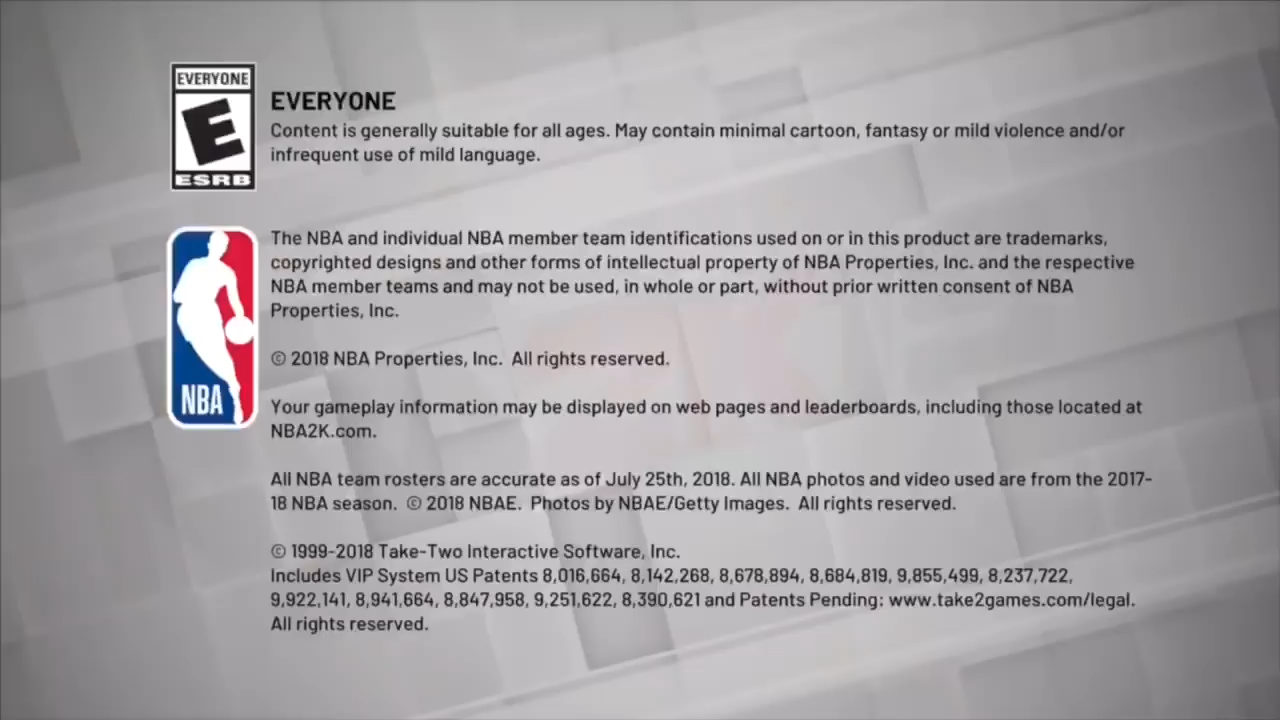 EVERYONE
E
ESRB
EVERYONE
Content is generally suitable for all ages. May contain minimal cartoon, fantasy or mild violence and/or
infrequent use of mild language.
The NBA and individual NBA member team identifications used on or in this product are trademarks,
copyrighted designs and other forms of intellectual property of NBA Properties, Inc. and the respective
NBA member teams and may not be used, in whole or part, without prior written consent of NBA
Properties, Inc.
NBA
© 2018 NBA Properties, Inc.  All rights reserved.
Your gameplay information may be displayed on web pages and leaderboards, including those located at
NBA2K.com.
All NBA team rosters are accurate as of July 25th, 2018. All NBA photos and video used are from the 2017-
18 NBA season.  © 2018 NBAE.  Photos by NBAE/Getty Images.  All rights reserved.
© 1999-2018 Take-Two Interactive Software, Inc.
Includes VIP System US Patents 8,016,664, 8,142,268, 8,678,894, 8,684,819, 9,855,499, 8,237,722,
9,922,141, 8,941,664, 8,847,958, 9,251,622, 8,390,621 and Patents Pending: www.take2games.com/legal.
All rights reserved.